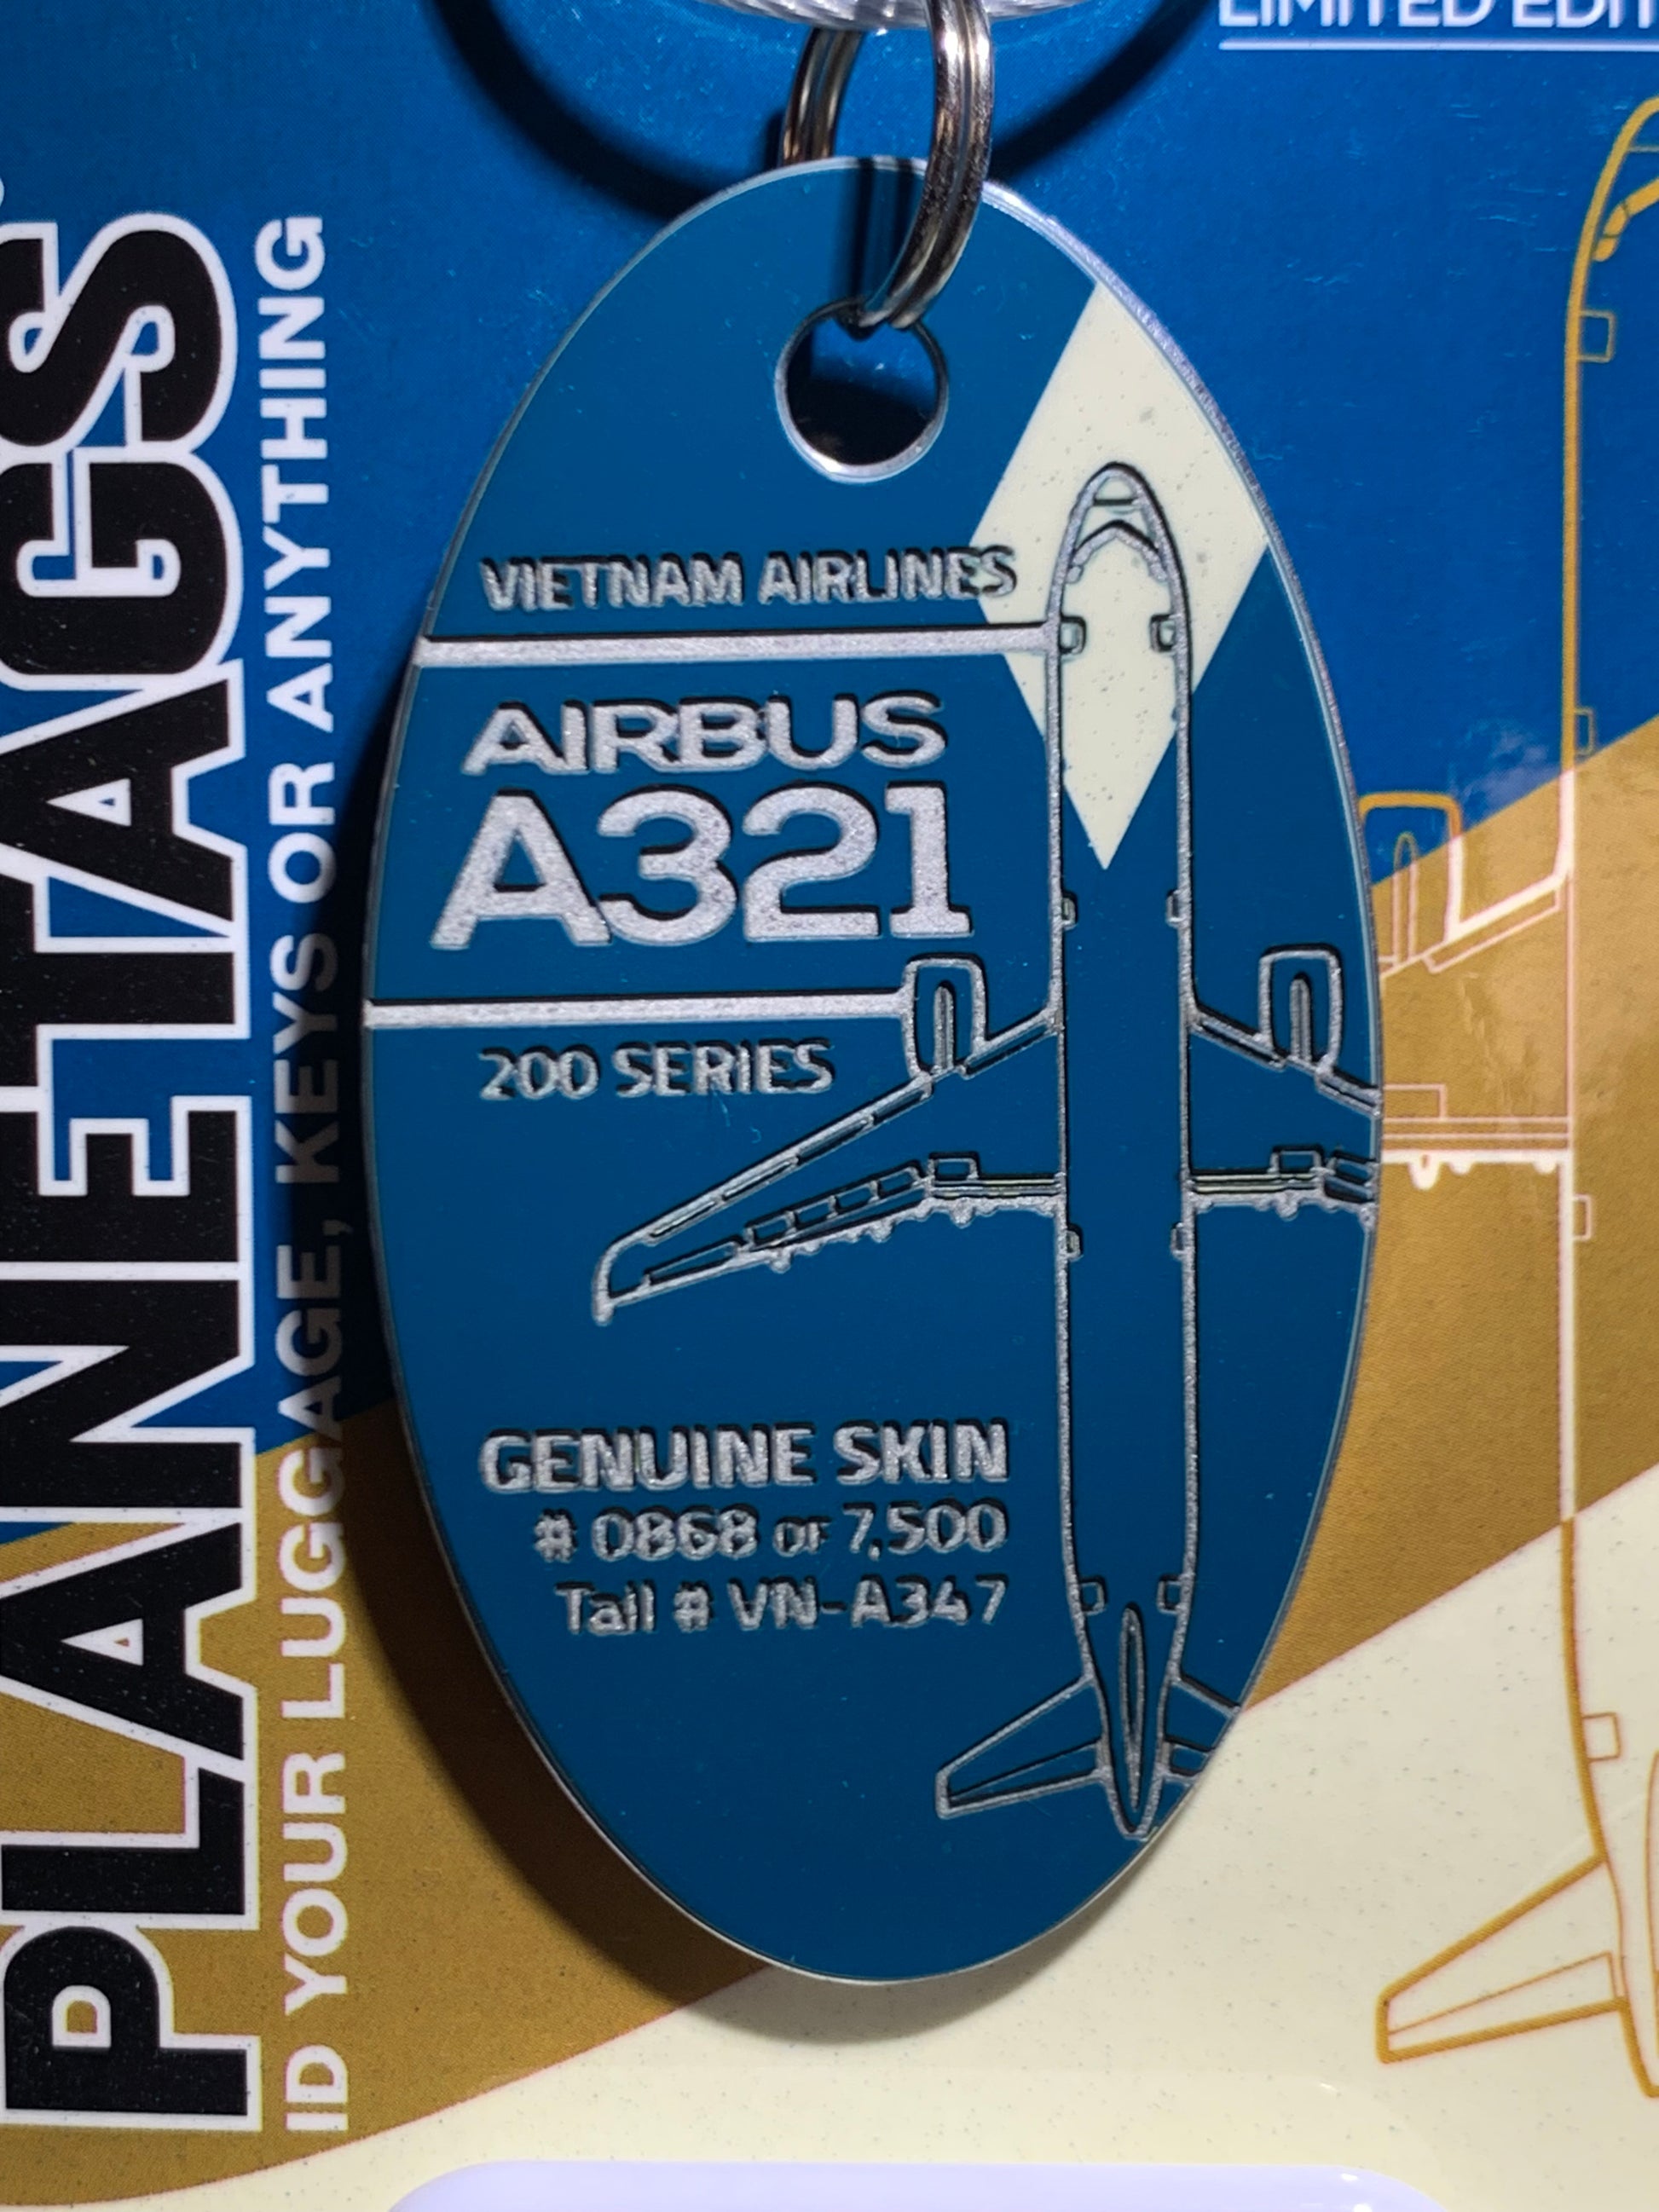 LIMITED EDIT
PLANETAGS
ID YOUR LUGGAGE, KEYS OR ANYTHING
VIETNAM AIRLINES
AIRBUS
A321
200 SERIES
GENUINE SKIN
# 0868 OF 7,500
Tail # VN-A347